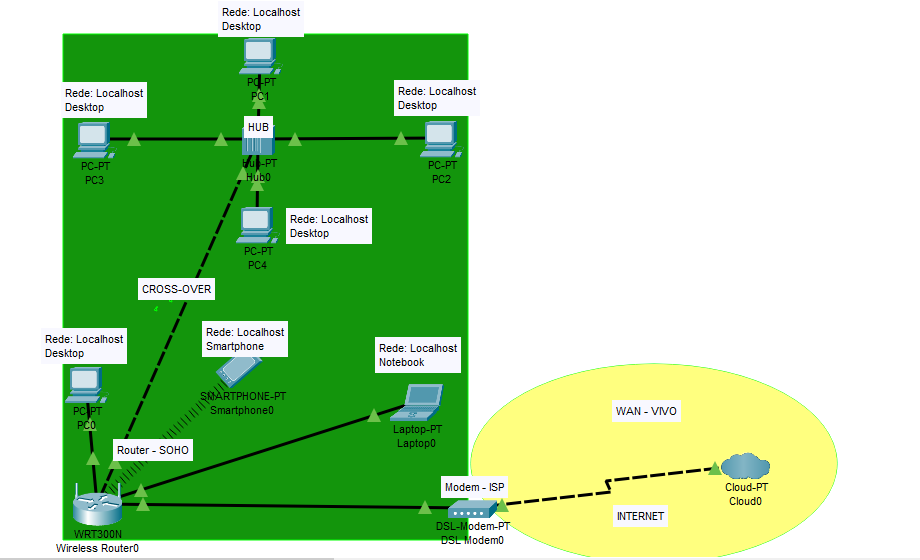 Rede: Localhost
Desktop
PC-PT
PC1
Rede: Localhost
Desktop
PC-PT
PC3
HUB
Hub-PT
Hub0
Rede: Localhost
Desktop
PC-PT
PC2
Rede: Localhost
Desktop
PC-PT
PC4
CROSS-OVER
Rede: Localhost
Desktop
PC-PT
PC0
Rede: Localhost
Smartphone
SMARTPHONE-PT
Smartphone0
Rede: Localhost
Notebook
Laptop-PT
Laptop0
Router - SOHO
WRT300N
Wireless Router0
Modem - ISP
DSL-Modem-PT
DSL Modem0
WAN - VIVO
Cloud-PT
Cloud0
INTERNET